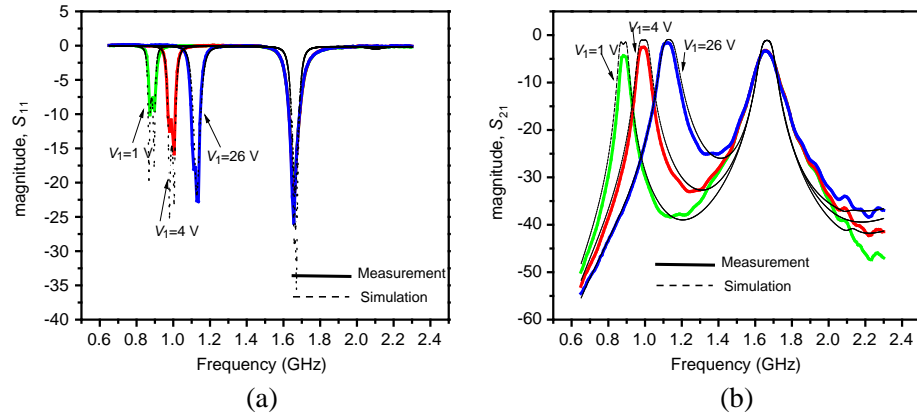 (a)
magnitude, S11
5
0
-5
-10
-15
-20
-25
-30
-35
-40
V1=1 V
V1=4 V
V1=26 V
Measurement
Simulation
0.6 0.8 1.0 1.2 1.4 1.6 1.8 2.0 2.2 2.4
Frequency (GHz)
(a)
(b)
magnitude, S21
0
-10
-20
-30
-40
-50
-60
V1=4 V
V1=1 V
V1=26 V
Measurement
Simulation
0.6 0.8 1.0 1.2 1.4 1.6 1.8 2.0 2.2 2.4
Frequency (GHz)
(b)